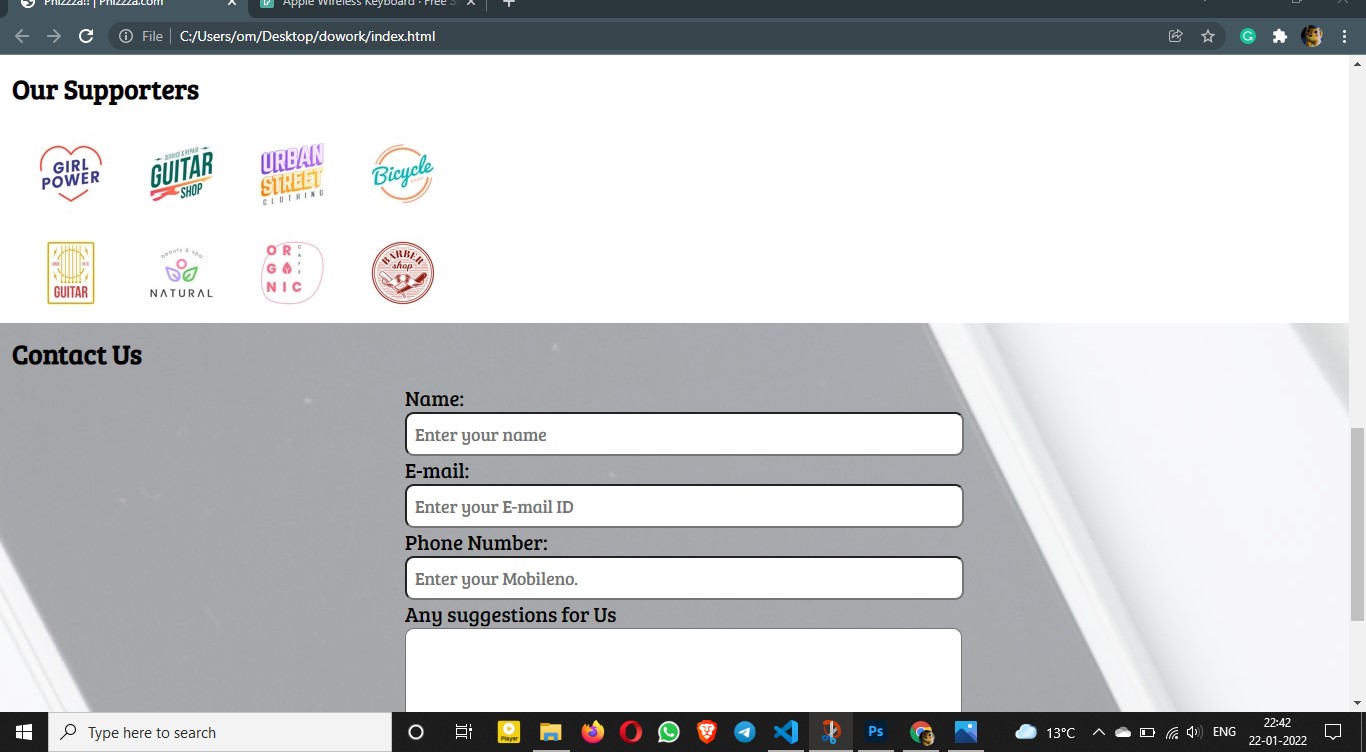 Phizzza!! | Phizzza.com
Apple Wireless Keyboard · Free S
File
C:/Users/om/Desktop/dowork/index.html
Our Supporters
GIRL
POWER
SERVICE & REPAIR
GUITAR
SHOP
URBAN
STREET
CLOTHING
Bicycle
SHOP
GUITAR
beauty & spa
NATURAL
OR
G
NIC
CAFE
BARBER
shop
Contact Us
Name:
Enter your name
E-mail:
Enter your E-mail ID
Phone Number:
Enter your Mobileno.
Any suggestions for Us
Type here to search
Player
Ps
13°C
ENG
22:42
22-01-2022